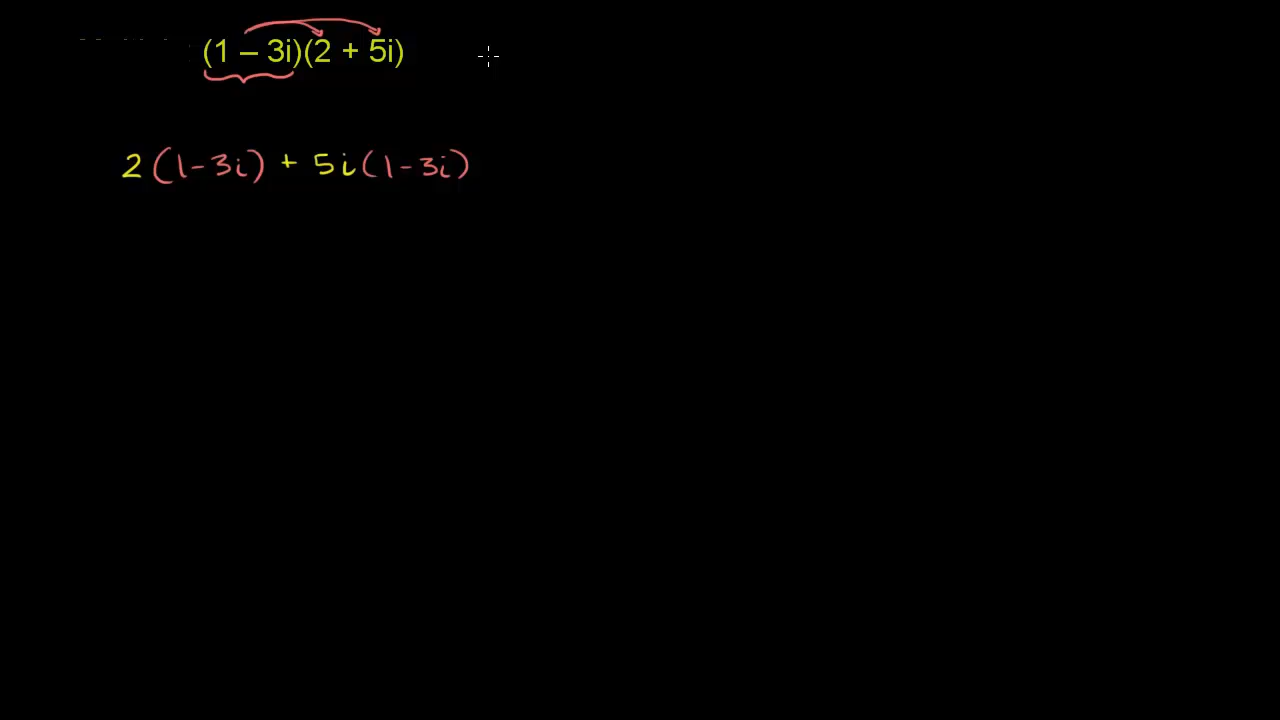 (1 – 3i)(2 + 5i)
2(1-3i) + 5i(1-3i)